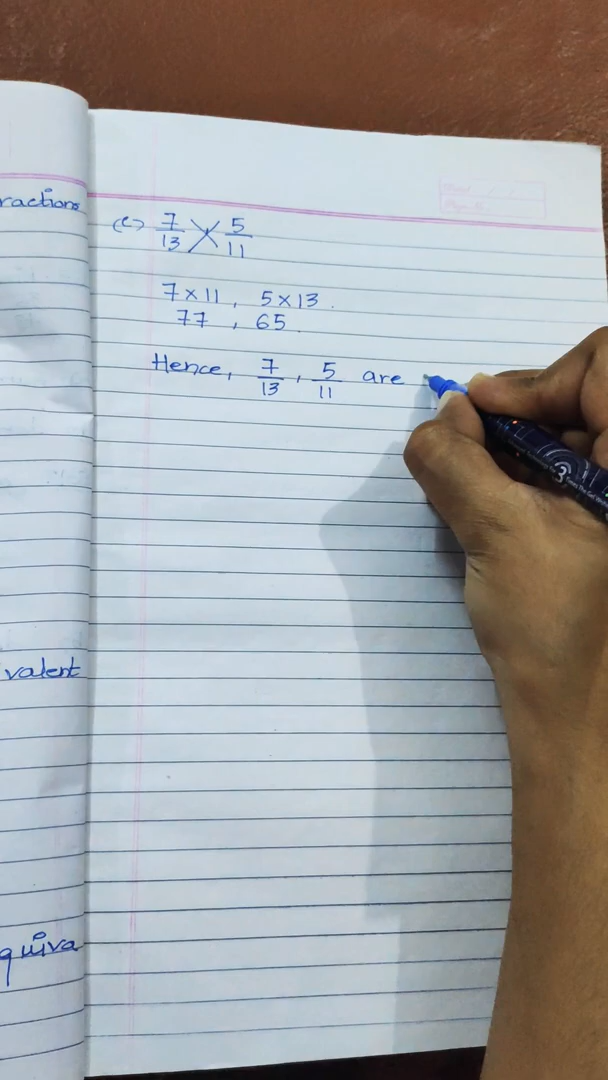 ractions
(c) 7/13 × 5/11
7×11, 5×13.
77, 65.
Hence, 7/13, 5/11 are
valent
quiva